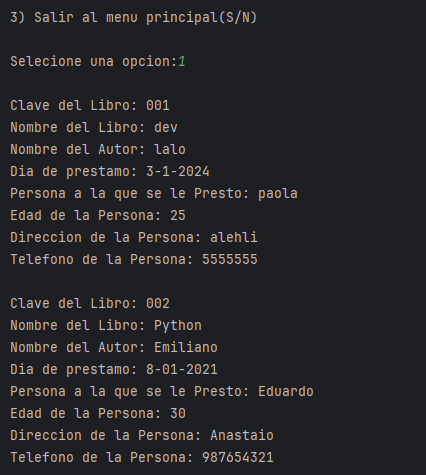 3) Salir al menu principal(S/N)
Selecione una opcion:1
Clave del Libro: 001
Nombre del Libro: dev
Nombre del Autor: lalo
Dia de prestamo: 3-1-2024
Persona a la que se le Presto: paola
Edad de la Persona: 25
Direccion de la Persona: alehli
Telefono de la Persona: 5555555
Clave del Libro: 002
Nombre del Libro: Python
Nombre del Autor: Emiliano
Dia de prestamo: 8-01-2021
Persona a la que se le Presto: Eduardo
Edad de la Persona: 30
Direccion de la Persona: Anastaio
Telefono de la Persona: 987654321